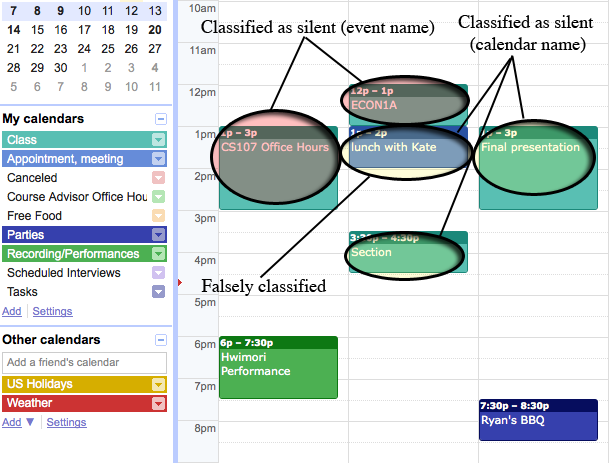 7 8 9 10 11 12 13
14 15 16 17 18 19 20
21 22 23 24 25 26 27
28 29 30 1 2 3 4
5 6 7 8 9 10 11
My calendars
Class
Appointment, meeting
Canceled
Course Advisor Office Hou
Free Food
Parties
Recording/Performances
Scheduled Interviews
Tasks
Add Settings
Other calendars
Add a friend's calendar
US Holidays
Weather
Add ▼ Settings
10am
11am
12pm
1pm
2pm
3pm
4pm
5pm
6pm
7pm
8pm
Classified as silent (event name)
Classified as silent
(calendar name)
12p – 1p
ECON1A
1p – 3p
CS107 Office Hours
1p – 2p
lunch with Kate
1p – 3p
Final presentation
3:30p – 4:30p
Section
Falsely classified
6p – 7:30p
Hwimori
Performance
7:30p – 8:30p
Ryan's BBQ